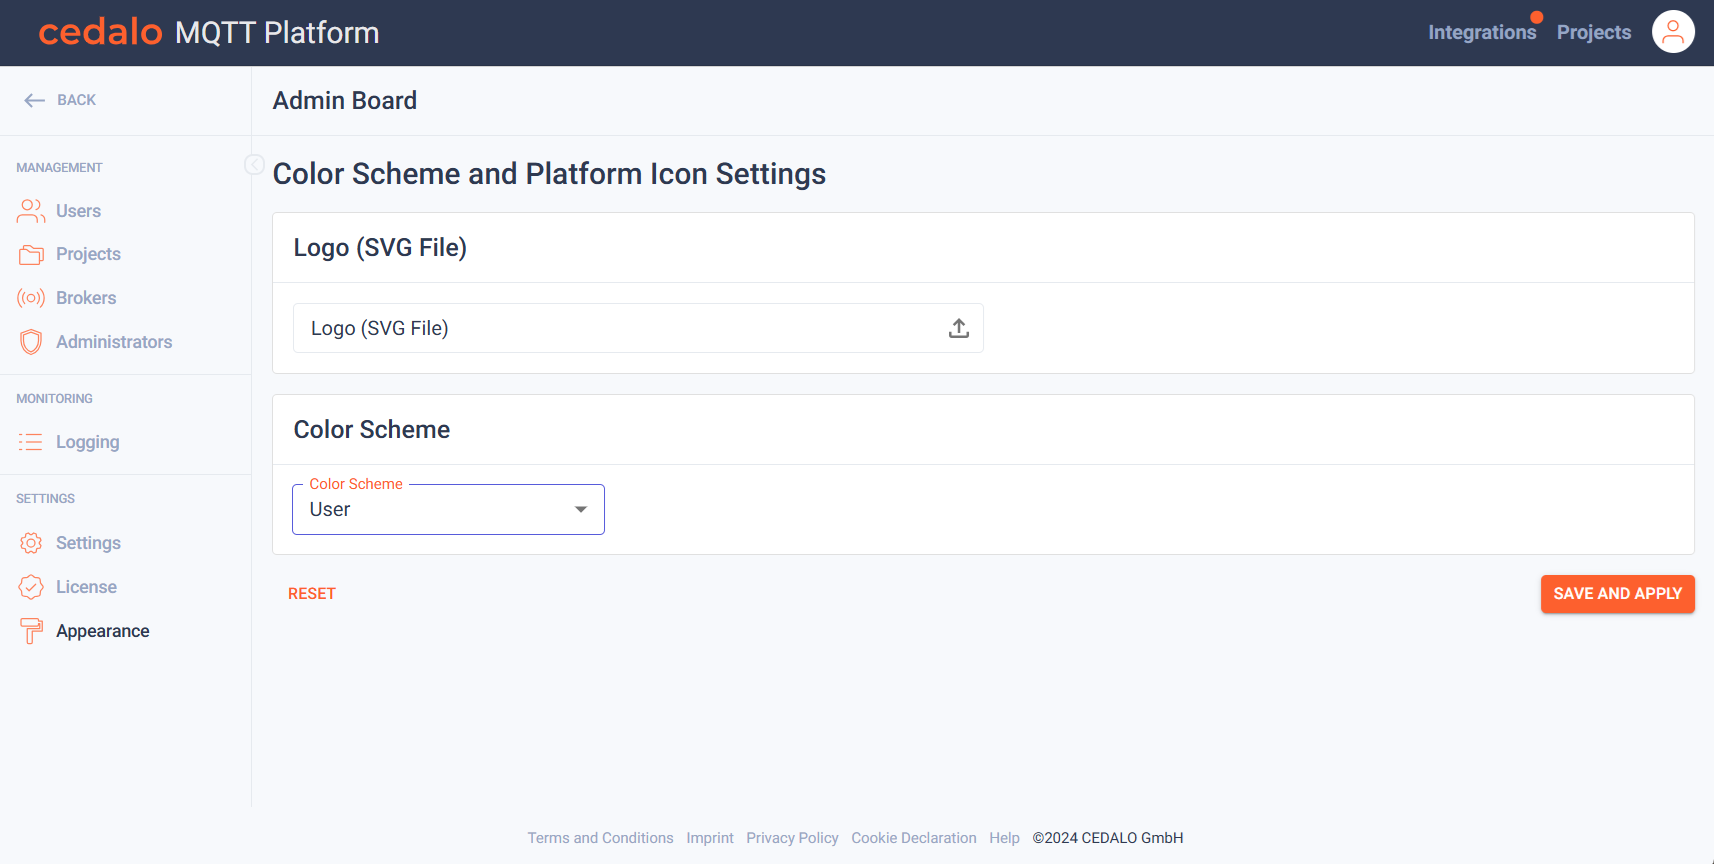 cedalo MQTT Platform
Integrations Projects
BACK
Admin Board
MANAGEMENT
Users
Projects
Brokers
Administrators
MONITORING
Logging
SETTINGS
Settings
License
Appearance
Color Scheme and Platform Icon Settings
Logo (SVG File)
Logo (SVG File)
Color Scheme
Color Scheme
User
RESET
SAVE AND APPLY
Terms and Conditions Imprint Privacy Policy Cookie Declaration Help ©2024 CEDALO GmbH